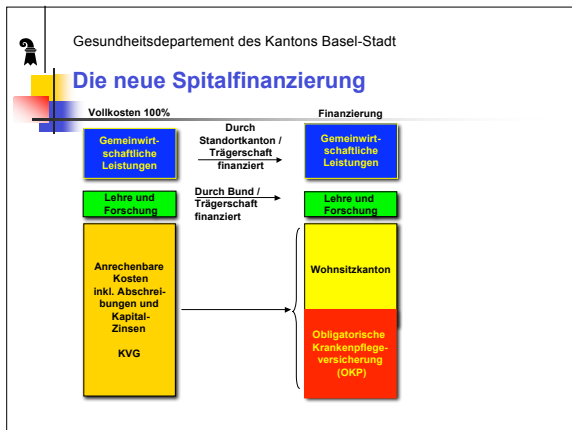 Gesundheitsdepartement des Kantons Basel-Stadt
Die neue Spitalfinanzierung
Vollkosten 100%
Finanzierung
Gemeinwirt-
schaftliche
Leistungen
Durch
Standortkanton /
Trägerschaft
finanziert
Gemeinwirt-
schaftliche
Leistungen
Lehre und
Forschung
Durch Bund /
Trägerschaft
finanziert
Lehre und
Forschung
Anrechenbare
Kosten
inkl. Abschrei-
bungen und
Kapital-
Zinsen
KVG
Wohnsitzkanton
Obligatorische
Krankenpflege-
versicherung
(OKP)